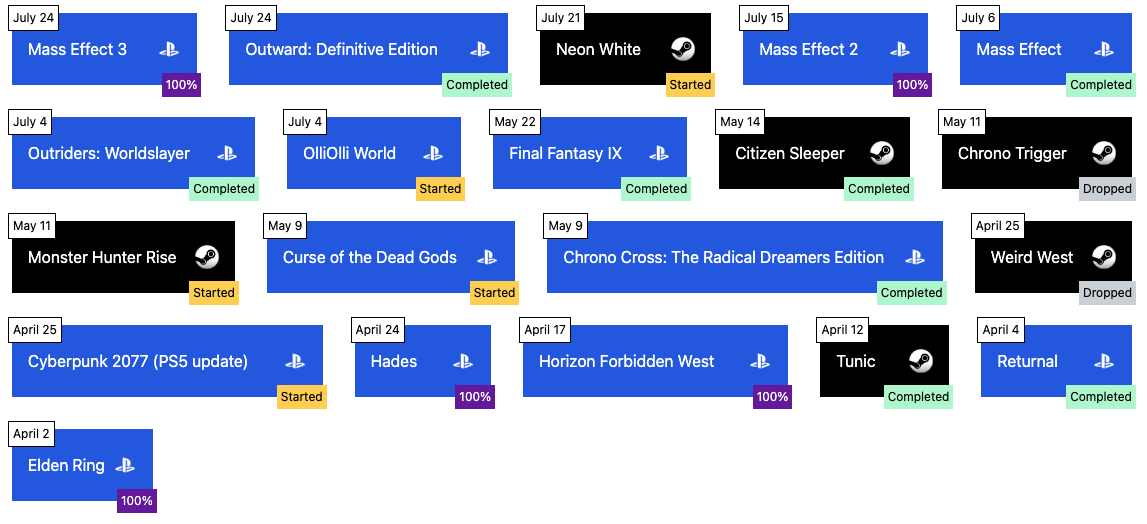 July 24
Mass Effect 3
100%
July 24
Outward: Definitive Edition
Completed
July 21
Neon White
Started
July 15
Mass Effect 2
100%
July 6
Mass Effect
Completed
July 4
Outriders: Worldslayer
Completed
July 4
OlliOlli World
Started
May 22
Final Fantasy IX
Completed
May 14
Citizen Sleeper
Completed
May 11
Chrono Trigger
Dropped
May 11
Monster Hunter Rise
Started
May 9
Curse of the Dead Gods
Started
May 9
Chrono Cross: The Radical Dreamers Edition
Completed
April 25
Weird West
Dropped
April 25
Cyberpunk 2077 (PS5 update)
Started
April 24
Hades
100%
April 17
Horizon Forbidden West
100%
April 12
Tunic
Completed
April 4
Returnal
Completed
April 2
Elden Ring
100%